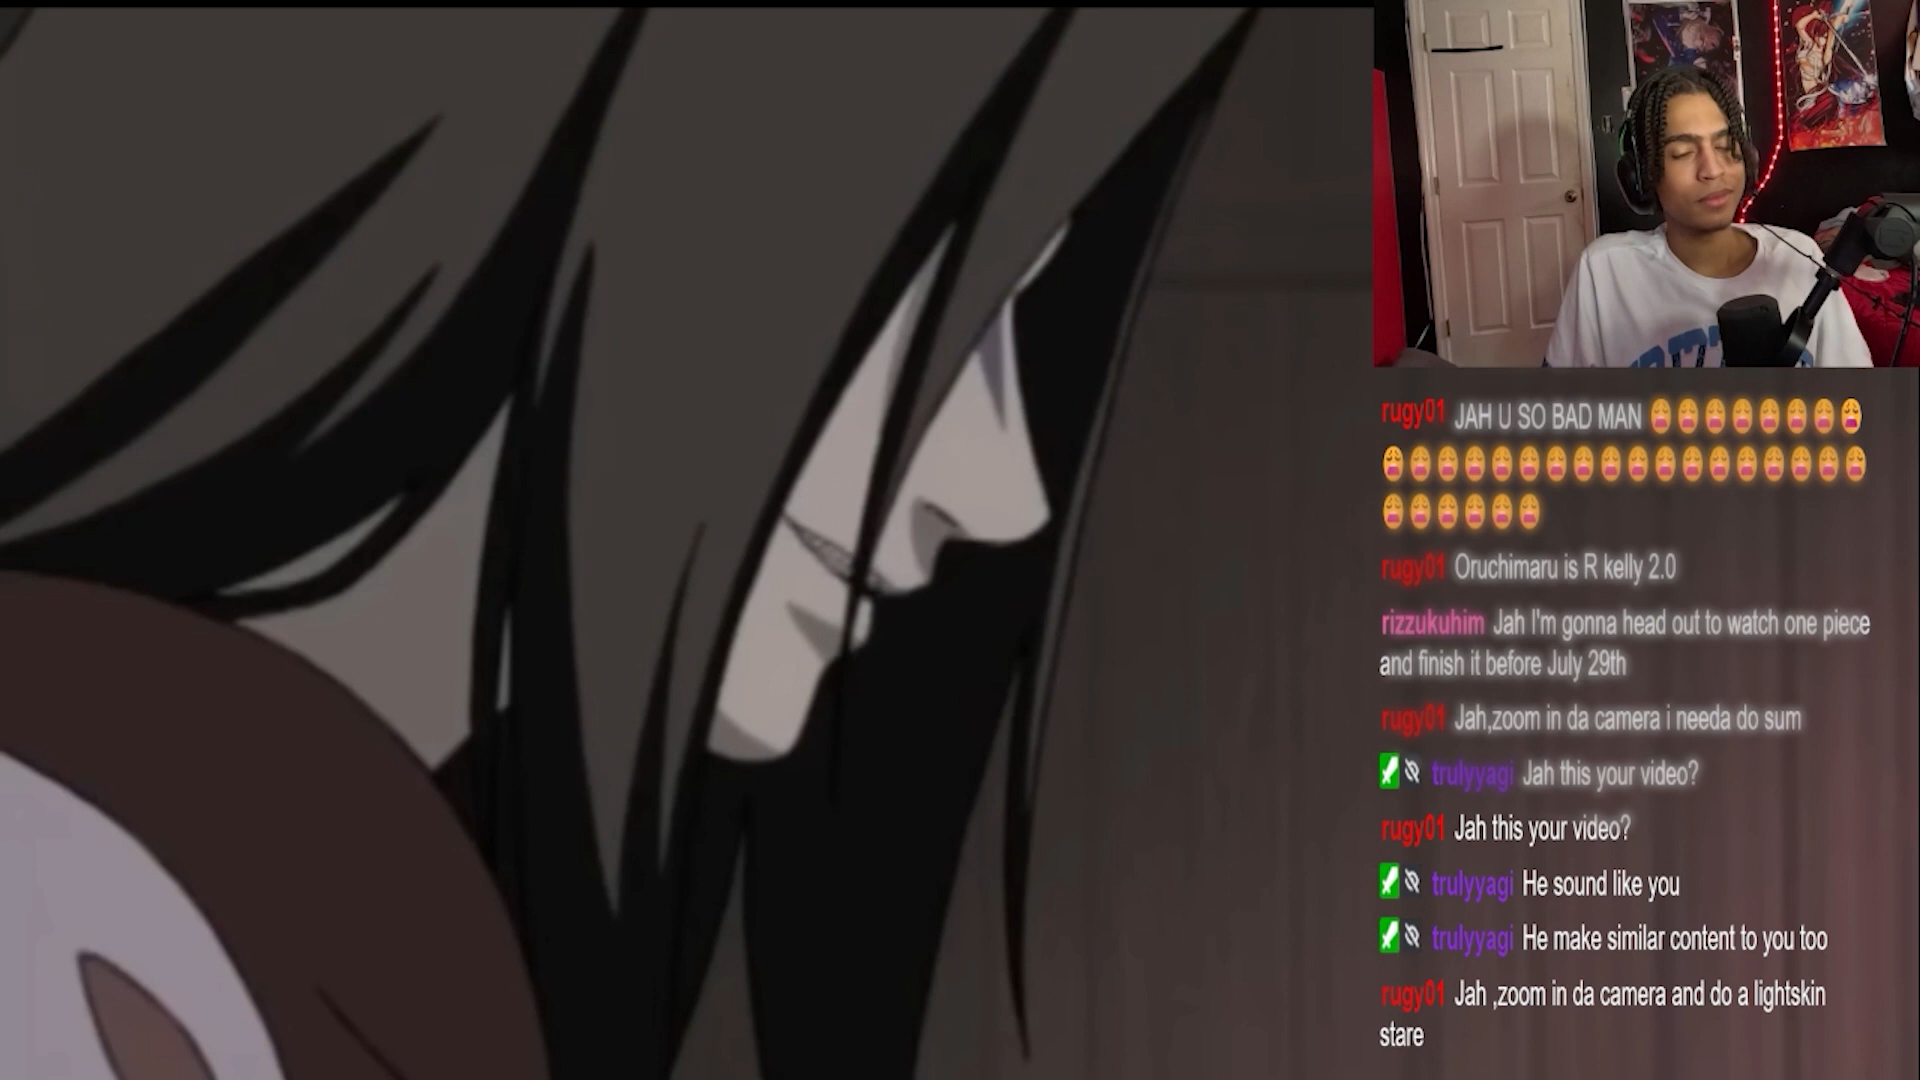 rugy01 JAH U SO BAD MAN 😩😩😩😩😩😩😩😩
😩😩😩😩😩😩😩😩😩😩😩😩😩😩😩😩😩😩
😩😩😩😩😩😩
rugy01 Oruchimaru is R kelly 2.0
rizzukuhim Jah I'm gonna head out to watch one piece
and finish it before July 29th
rugy01 Jah,zoom in da camera i needa do sum
trulyyagi Jah this your video?
rugy01 Jah this your video?
trulyyagi He sound like you
trulyyagi He make similar content to you too
rugy01 Jah ,zoom in da camera and do a lightskin
stare